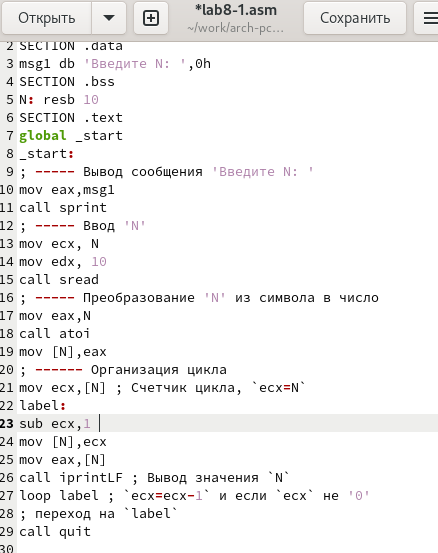 Открыть
*lab8-1.asm
~/work/arch-pc...
Сохранить
2 SECTION .data
3 msg1 db 'Введите N: ',0h
4 SECTION .bss
5 N: resb 10
6 SECTION .text
7 global _start
8 _start:
9 ; ----- Вывод сообщения 'Введите N: '
10 mov eax,msg1
11 call sprint
12 ; ----- Ввод 'N'
13 mov ecx, N
14 mov edx, 10
15 call sread
16 ; ----- Преобразование 'N' из символа в число
17 mov eax,N
18 call atoi
19 mov [N],eax
20 ; ------ Организация цикла
21 mov ecx,[N] ; Счетчик цикла, `ecx=N`
22 label:
23 sub ecx,1
24 mov [N],ecx
25 mov eax,[N]
26 call iprintLF ; Вывод значения `N`
27 loop label ; `ecx=ecx-1` и если `ecx` не '0'
28 ; переход на `label`
29 call quit
30